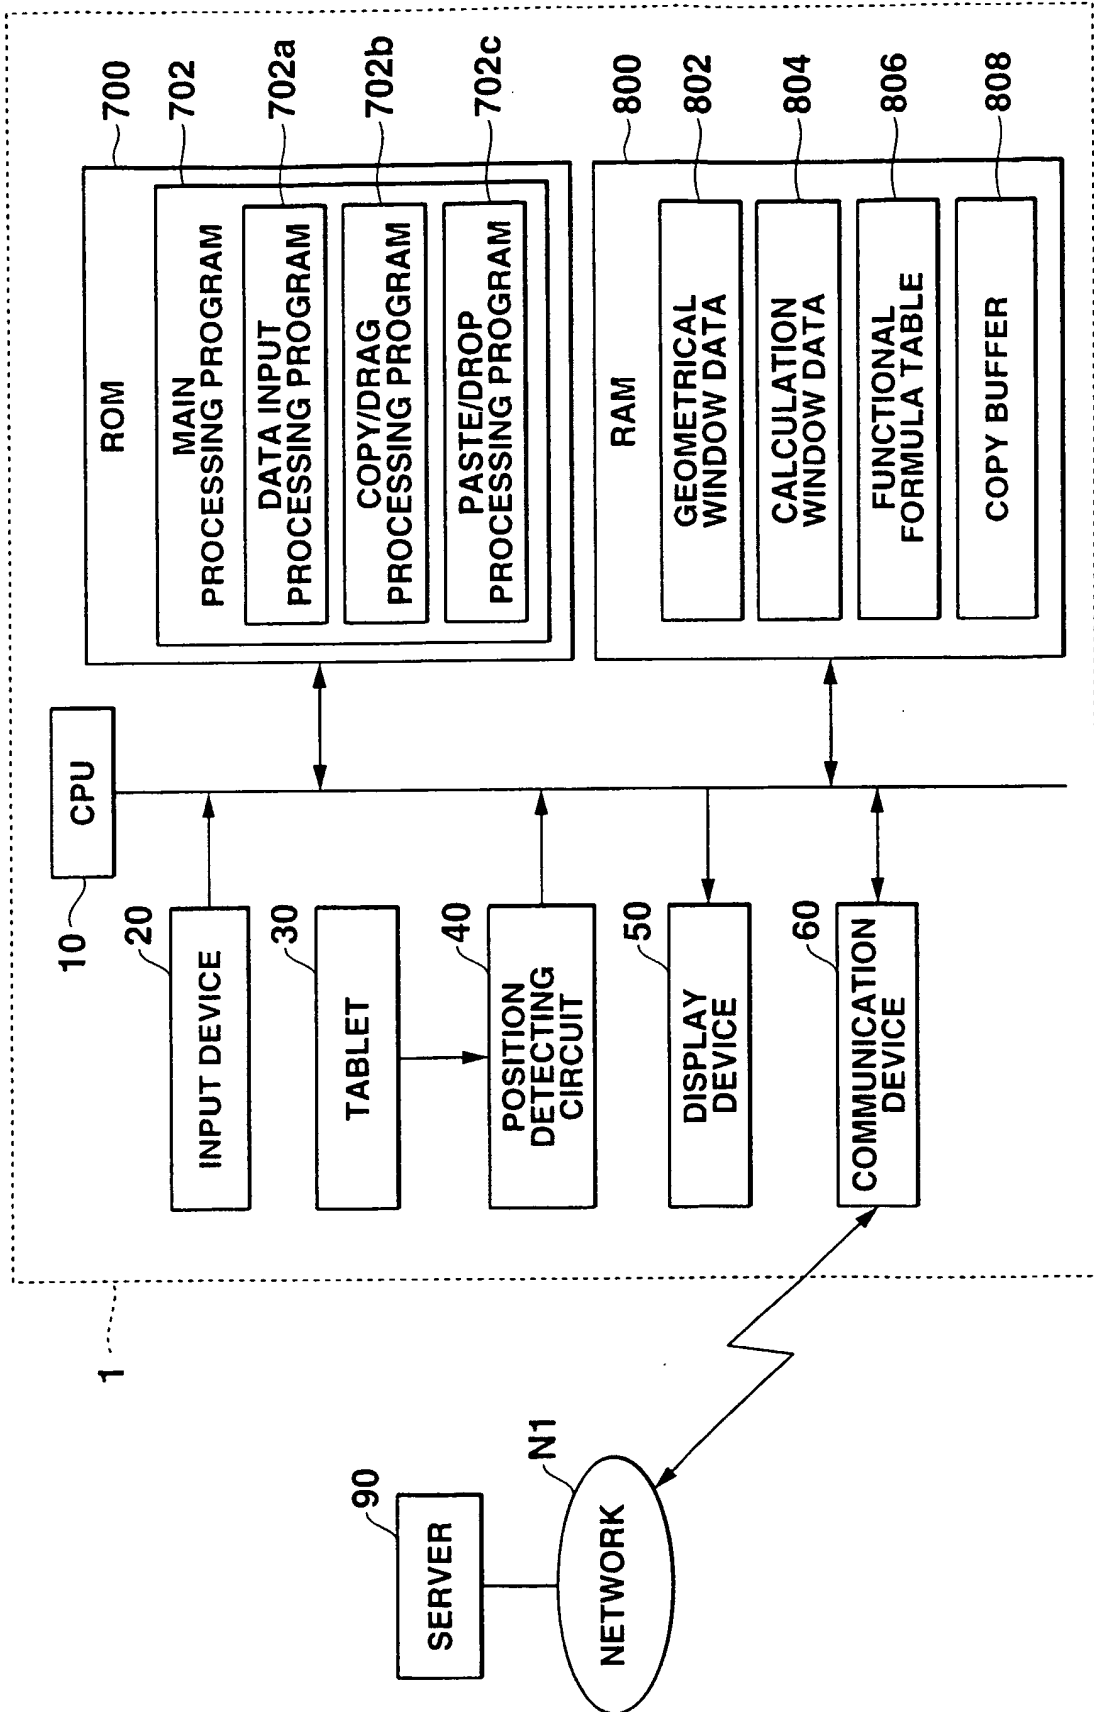 1
CPU
10
INPUT DEVICE
20
TABLET
30
POSITION
DETECTING
CIRCUIT
40
DISPLAY
DEVICE
50
COMMUNICATION
DEVICE
60
ROM
700
MAIN
PROCESSING PROGRAM
702
DATA INPUT
PROCESSING PROGRAM
702a
COPY/DRAG
PROCESSING PROGRAM
702b
PASTE/DROP
PROCESSING PROGRAM
702c
RAM
800
GEOMETRICAL
WINDOW DATA
802
CALCULATION
WINDOW DATA
804
FUNCTIONAL
FORMULA TABLE
806
COPY BUFFER
808
SERVER
90
NETWORK
N1